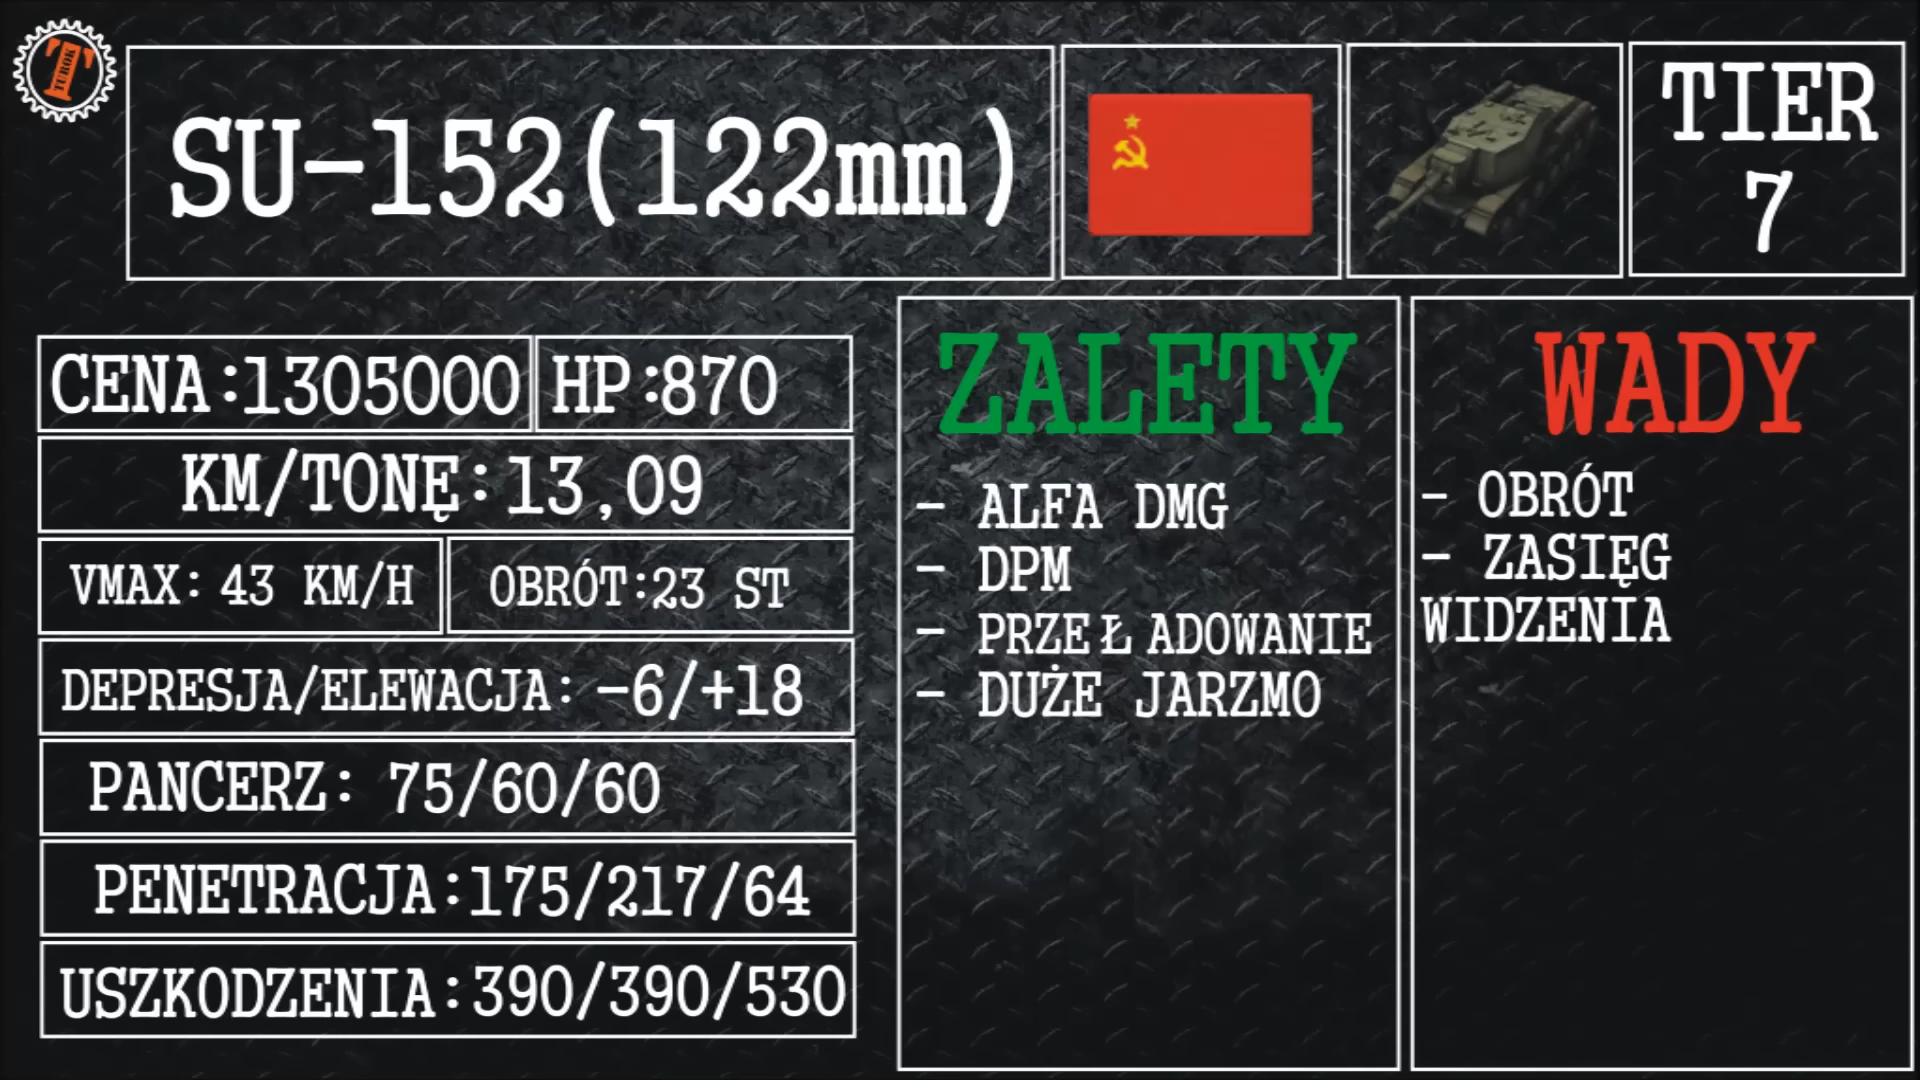 TUROK
SU-152(122mm)
TIER
7
CENA:1305000
HP:870
KM/TONĘ:13,09
VMAX: 43 KM/H
OBRÓT:23 ST
DEPRESJA/ELEWACJA: -6/+18
PANCERZ: 75/60/60
PENETRACJA:175/217/64
USZKODZENIA:390/390/530
ZALETY
- ALFA DMG
- DPM
- PRZEŁADOWANIE
- DUŻE JARZMO
WADY
- OBRÓT
- ZASIĘG
WIDZENIA